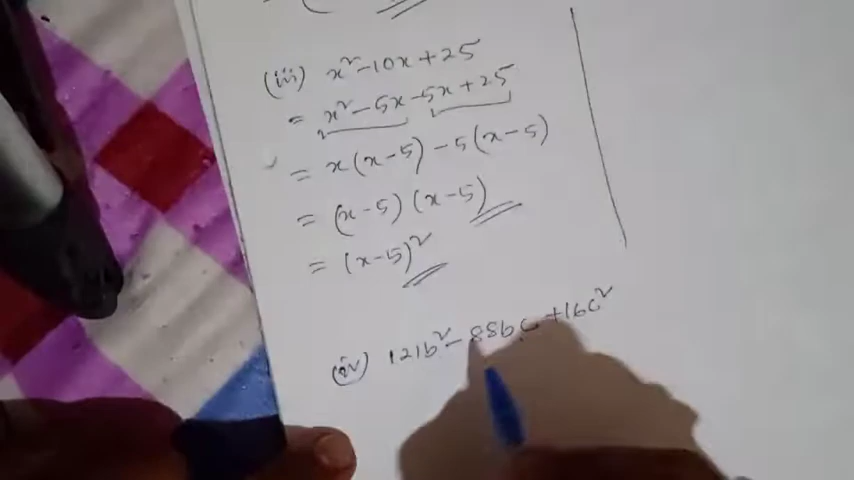 (iii) x² - 10x + 25
= x² - 5x - 5x + 25
= x(x-5) - 5(x-5)
= (x-5) (x-5)
= (x-5)²
(iv) 121b² - 88bc + 16c²